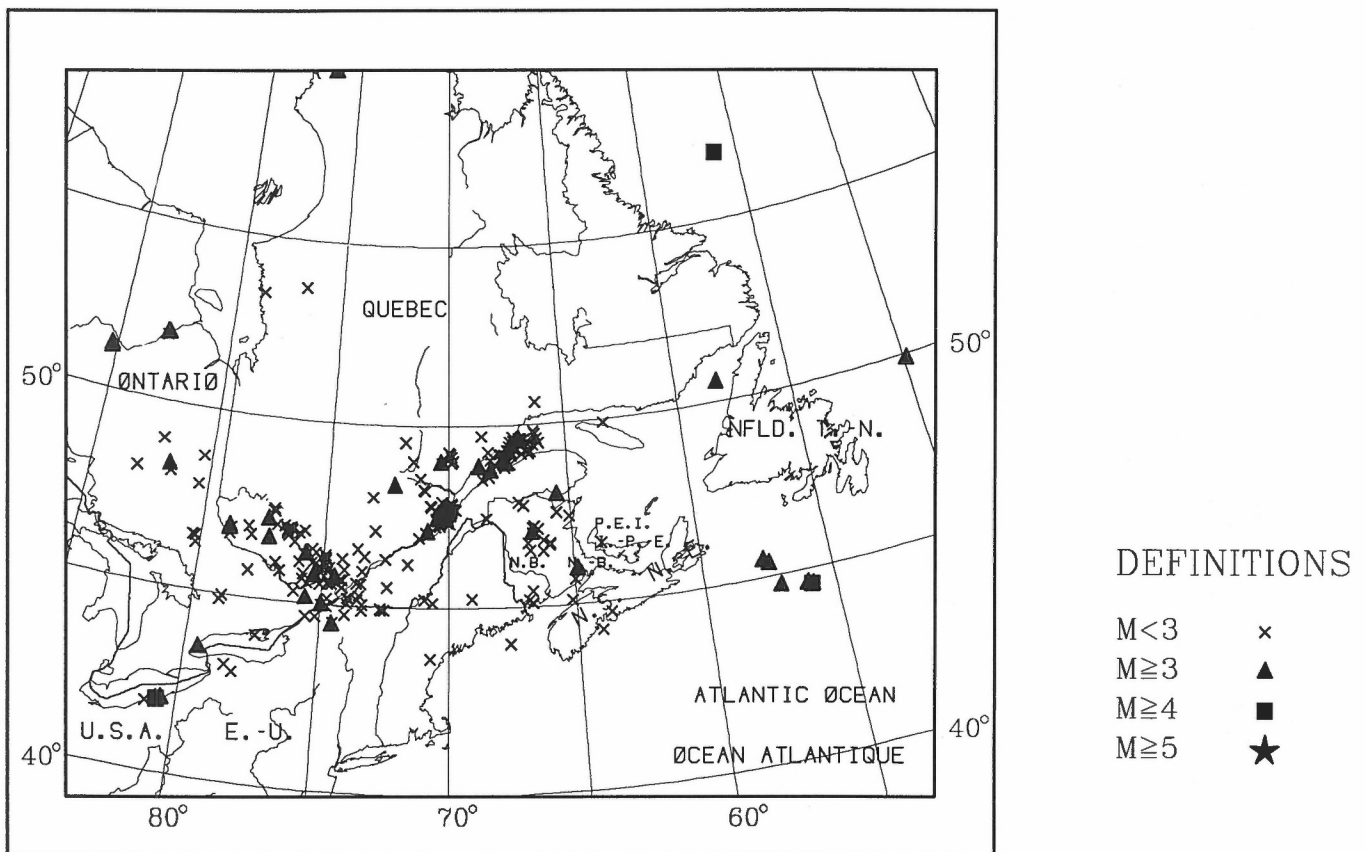 QUEBEC
50°
50°
ØNTARIØ
NFLD. T.-N.
P.E.I.
Î.-P.-E.
N.B.
N.-B.
N.S.
N.-É.
ATLANTIC ØCEAN
U.S.A. E.-U.
ØCEAN ATLANTIQUE
40°
40°
80°
70°
60°
DEFINITIONS
M<3
M≧3
M≧4
M≧5